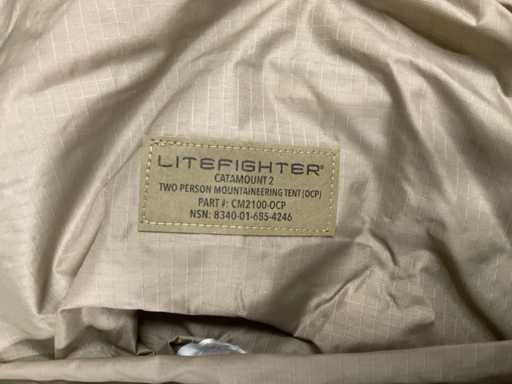 LITEFIGHTER®
CATAMOUNT 2
TWO PERSON MOUNTAINEERING TENT (OCP)
PART #: CM2100-OCP
NSN: 8340-01-685-4246